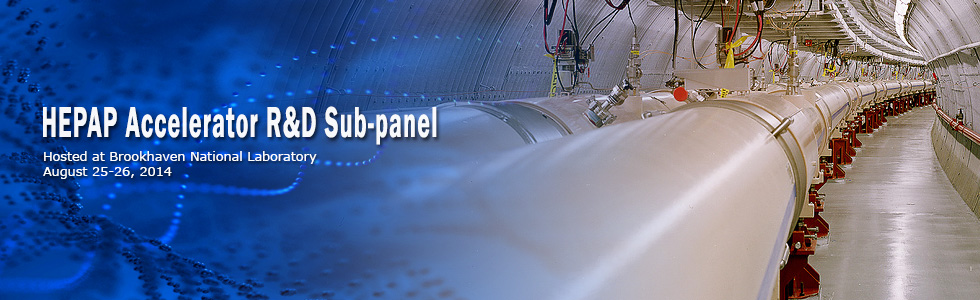 HEPAP Accelerator R&D Sub-panel
Hosted at Brookhaven National Laboratory
August 25-26, 2014